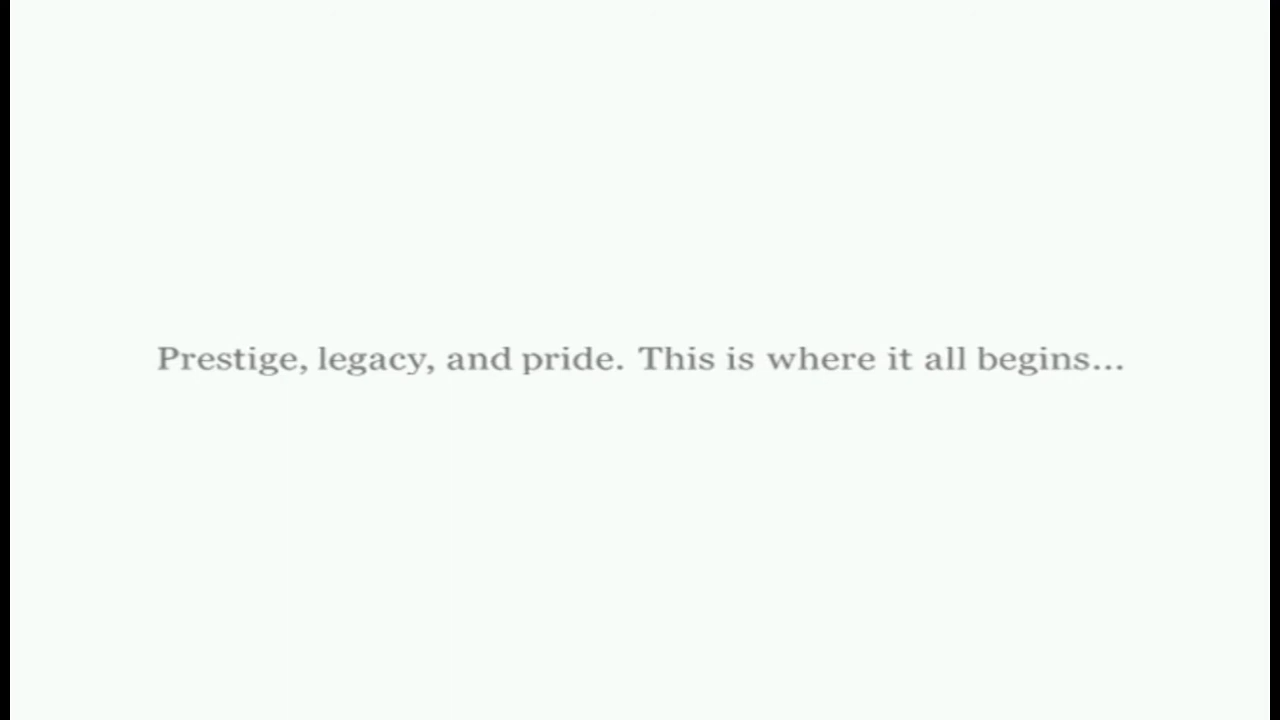 Prestige, legacy, and pride. This is where it all begins...